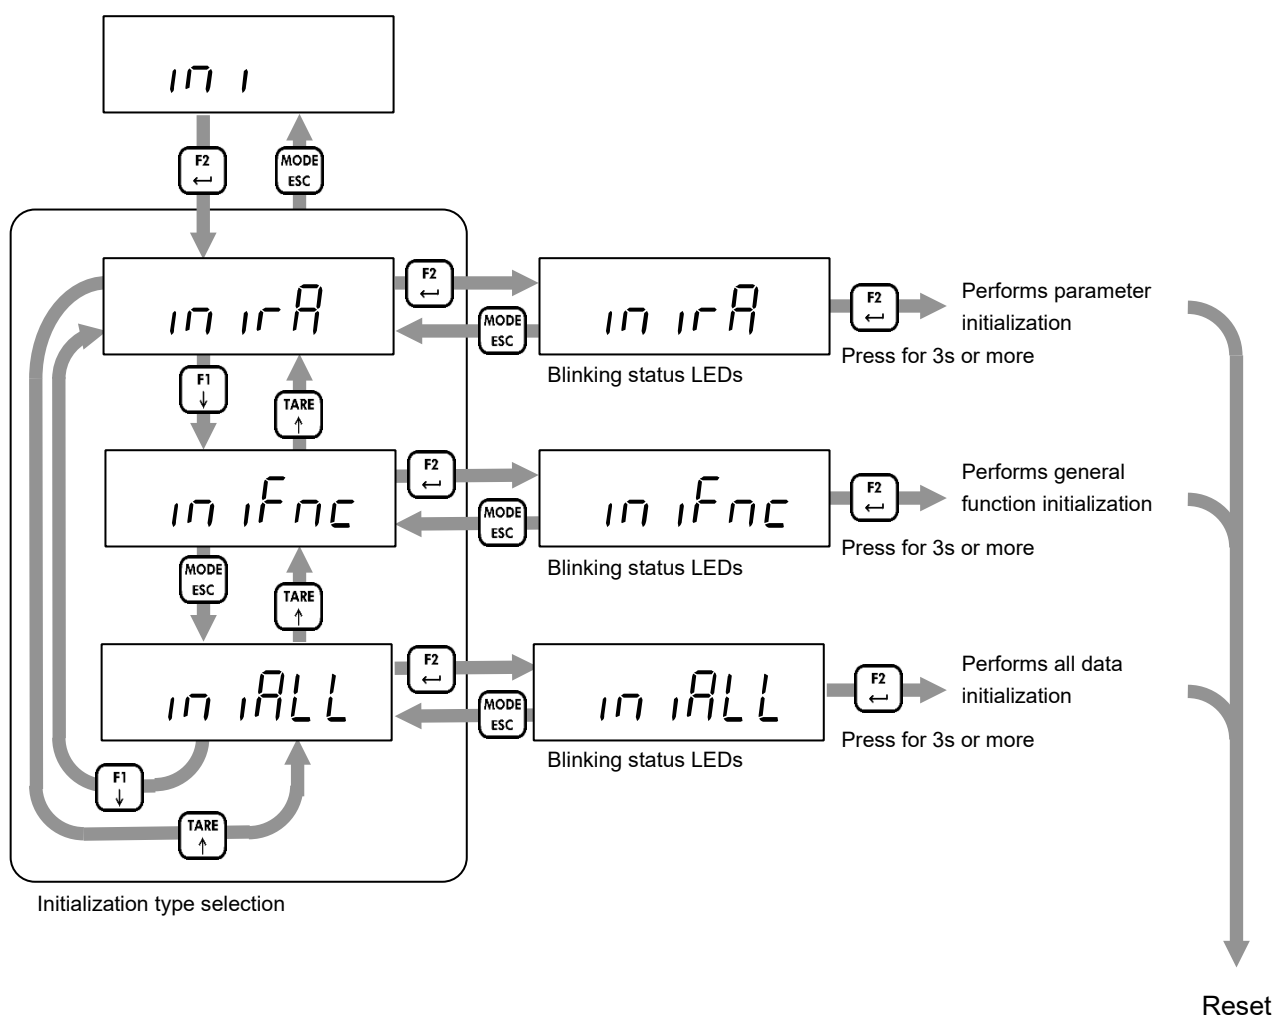 ini
F2
MODE
ESC
inirA
F2
MODE
ESC
inirA
F2
Performs parameter
initialization
Press for 3s or more
Blinking status LEDs
F1
TARE
iniFnc
F2
MODE
ESC
iniFnc
F2
Performs general
function initialization
Press for 3s or more
Blinking status LEDs
MODE
ESC
TARE
iniALL
F2
MODE
ESC
iniALL
F2
Performs all data
initialization
Press for 3s or more
Blinking status LEDs
F1
TARE
Initialization type selection
Reset